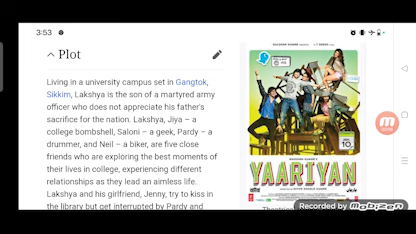 3:53
Plot
Living in a university campus set in Gangtok,
Sikkim, Lakshya is the son of a martyred army
officer who does not appreciate his father's
sacrifice for the nation. Lakshya, Jiya – a
college bombshell, Saloni – a geek, Pardy – a
drummer, and Neil – a biker, are five close
friends who are exploring the best moments of
their lives in college, experiencing different
relationships as they lead an aimless life.
Lakshya and his girlfriend, Jenny, try to kiss in
the library but get interrupted by Pardy and
YAARIYAN
JAN
10
Recorded by mobizen